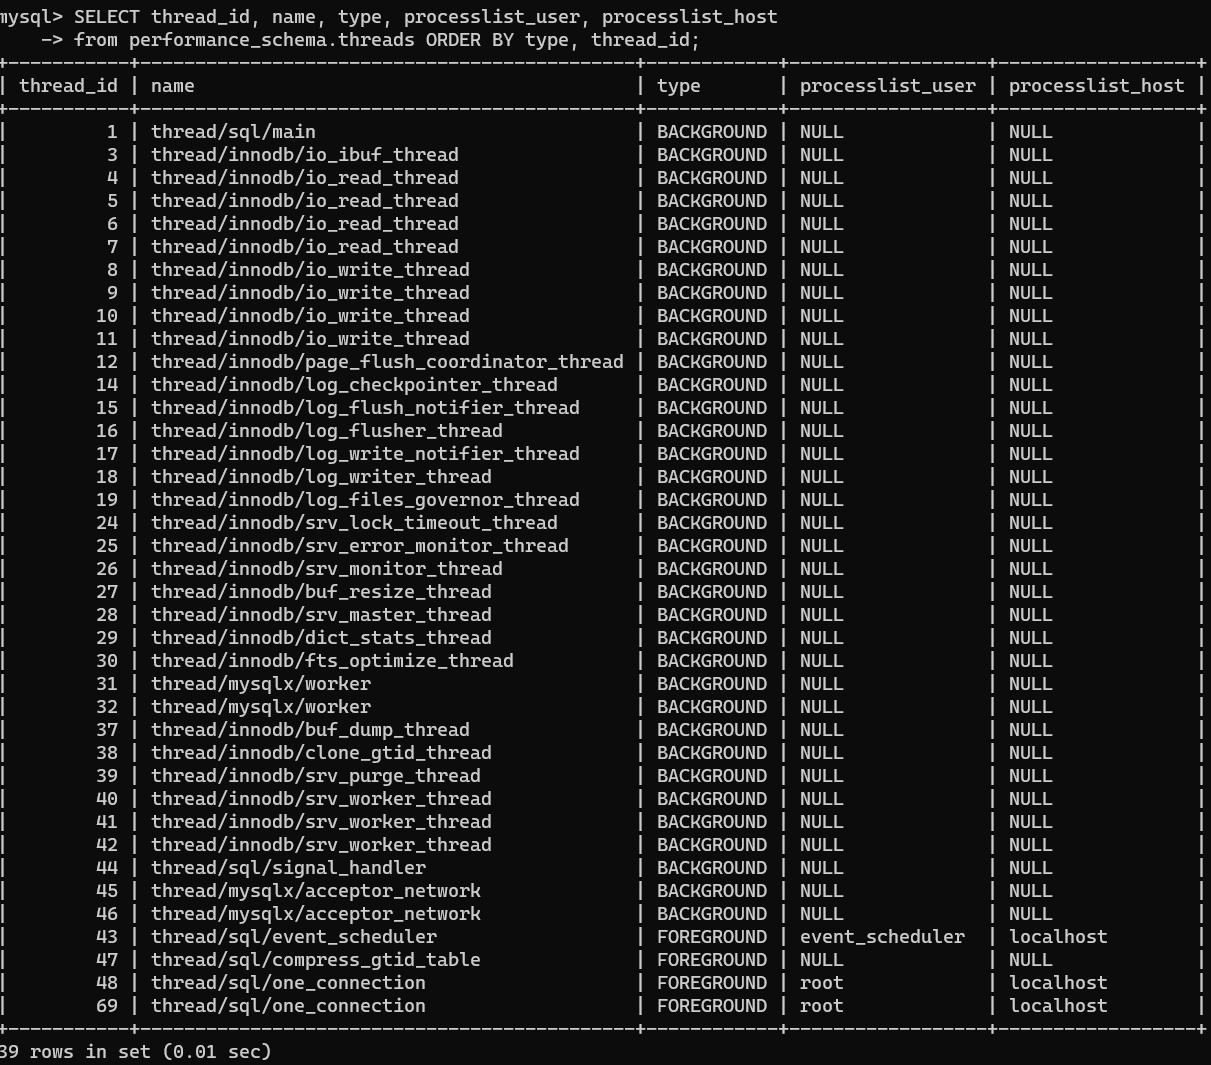 mysql> SELECT thread_id, name, type, processlist_user, processlist_host
    -> from performance_schema.threads ORDER BY type, thread_id;
+-----------+---------------------------------------------+------------+------------------+------------------+
| thread_id | name                                        | type       | processlist_user | processlist_host |
+-----------+---------------------------------------------+------------+------------------+------------------+
|         1 | thread/sql/main                             | BACKGROUND | NULL             | NULL             |
|         3 | thread/innodb/io_ibuf_thread                | BACKGROUND | NULL             | NULL             |
|         4 | thread/innodb/io_read_thread                | BACKGROUND | NULL             | NULL             |
|         5 | thread/innodb/io_read_thread                | BACKGROUND | NULL             | NULL             |
|         6 | thread/innodb/io_read_thread                | BACKGROUND | NULL             | NULL             |
|         7 | thread/innodb/io_read_thread                | BACKGROUND | NULL             | NULL             |
|         8 | thread/innodb/io_write_thread               | BACKGROUND | NULL             | NULL             |
|         9 | thread/innodb/io_write_thread               | BACKGROUND | NULL             | NULL             |
|        10 | thread/innodb/io_write_thread               | BACKGROUND | NULL             | NULL             |
|        11 | thread/innodb/io_write_thread               | BACKGROUND | NULL             | NULL             |
|        12 | thread/innodb/page_flush_coordinator_thread | BACKGROUND | NULL             | NULL             |
|        14 | thread/innodb/log_checkpointer_thread       | BACKGROUND | NULL             | NULL             |
|        15 | thread/innodb/log_flush_notifier_thread     | BACKGROUND | NULL             | NULL             |
|        16 | thread/innodb/log_flusher_thread            | BACKGROUND | NULL             | NULL             |
|        17 | thread/innodb/log_write_notifier_thread     | BACKGROUND | NULL             | NULL             |
|        18 | thread/innodb/log_writer_thread             | BACKGROUND | NULL             | NULL             |
|        19 | thread/innodb/log_files_governor_thread     | BACKGROUND | NULL             | NULL             |
|        24 | thread/innodb/srv_lock_timeout_thread       | BACKGROUND | NULL             | NULL             |
|        25 | thread/innodb/srv_error_monitor_thread      | BACKGROUND | NULL             | NULL             |
|        26 | thread/innodb/srv_monitor_thread            | BACKGROUND | NULL             | NULL             |
|        27 | thread/innodb/buf_resize_thread             | BACKGROUND | NULL             | NULL             |
|        28 | thread/innodb/srv_master_thread             | BACKGROUND | NULL             | NULL             |
|        29 | thread/innodb/dict_stats_thread             | BACKGROUND | NULL             | NULL             |
|        30 | thread/innodb/fts_optimize_thread           | BACKGROUND | NULL             | NULL             |
|        31 | thread/mysqlx/worker                        | BACKGROUND | NULL             | NULL             |
|        32 | thread/mysqlx/worker                        | BACKGROUND | NULL             | NULL             |
|        37 | thread/innodb/buf_dump_thread               | BACKGROUND | NULL             | NULL             |
|        38 | thread/innodb/clone_gtid_thread             | BACKGROUND | NULL             | NULL             |
|        39 | thread/innodb/srv_purge_thread              | BACKGROUND | NULL             | NULL             |
|        40 | thread/innodb/srv_worker_thread             | BACKGROUND | NULL             | NULL             |
|        41 | thread/innodb/srv_worker_thread             | BACKGROUND | NULL             | NULL             |
|        42 | thread/innodb/srv_worker_thread             | BACKGROUND | NULL             | NULL             |
|        44 | thread/sql/signal_handler                   | BACKGROUND | NULL             | NULL             |
|        45 | thread/mysqlx/acceptor_network              | BACKGROUND | NULL             | NULL             |
|        46 | thread/mysqlx/acceptor_network              | BACKGROUND | NULL             | NULL             |
|        43 | thread/sql/event_scheduler                  | FOREGROUND | event_scheduler  | localhost        |
|        47 | thread/sql/compress_gtid_table              | FOREGROUND | NULL             | NULL             |
|        48 | thread/sql/one_connection                   | FOREGROUND | root             | localhost        |
|        69 | thread/sql/one_connection                   | FOREGROUND | root             | localhost        |
+-----------+---------------------------------------------+------------+------------------+------------------+
39 rows in set (0.01 sec)